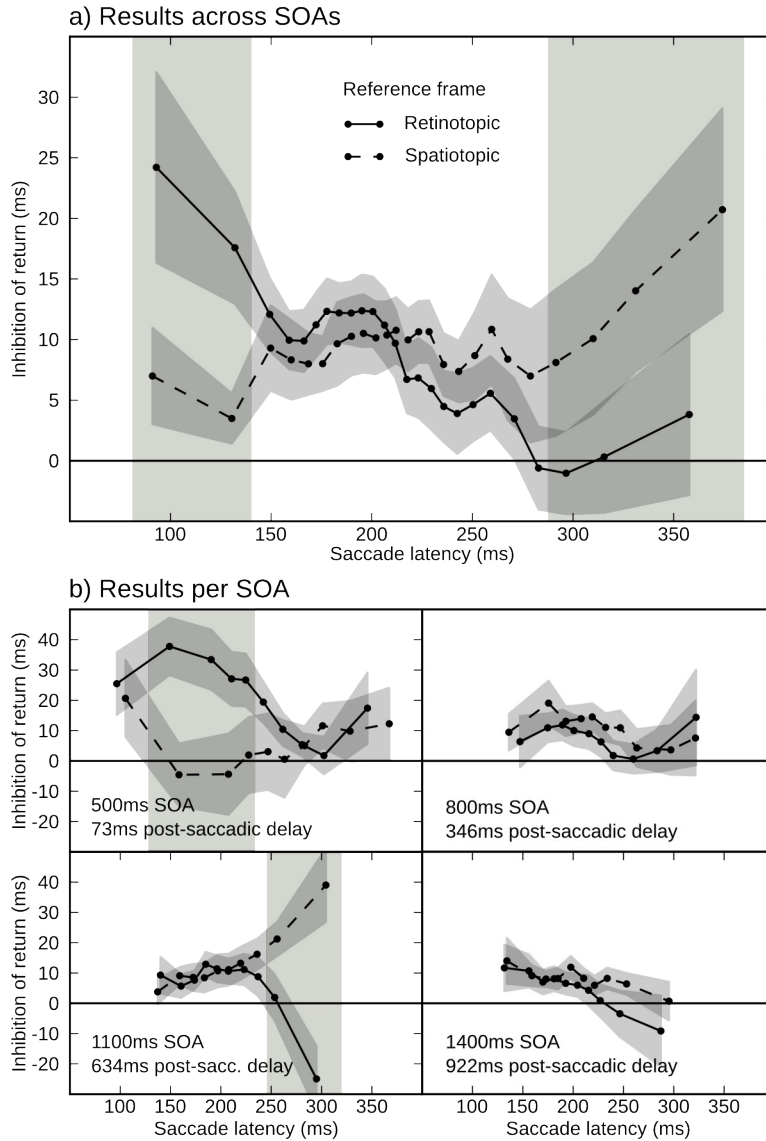 a) Results across SOAs
Inhibition of return (ms)
30
25
20
15
10
5
0
Reference frame
Retinotopic
Spatiotopic
100 150 200 250 300 350
Saccade latency (ms)
b) Results per SOA
Inhibition of return (ms)
40
30
20
10
0
-10
-20
500ms SOA
73ms post-saccadic delay
800ms SOA
346ms post-saccadic delay
Inhibition of return (ms)
40
30
20
10
0
-10
-20
1100ms SOA
634ms post-sacc. delay
1400ms SOA
922ms post-saccadic delay
100 150 200 250 300 350
Saccade latency (ms)
100 150 200 250 300 350
Saccade latency (ms)